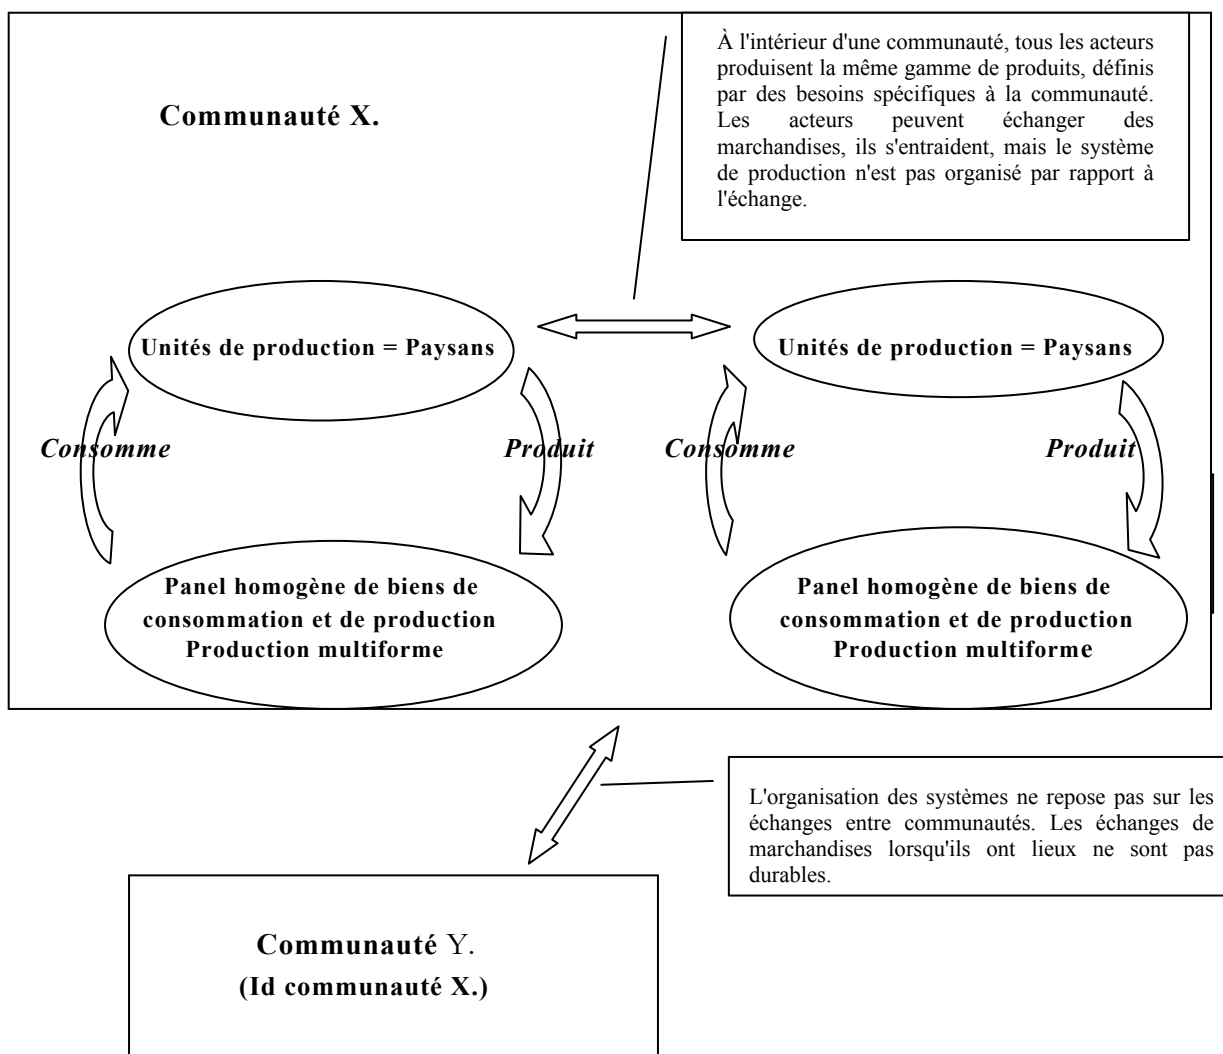 À l'intérieur d'une communauté, tous les acteurs
produisent la même gamme de produits, définis
par des besoins spécifiques à la communauté.
Les acteurs peuvent échanger des
marchandises, ils s'entraident, mais le système
de production n'est pas organisé par rapport à
l'échange.
Communauté X.
Unités de production = Paysans
Unités de production = Paysans
Consomme
Produit
Consomme
Produit
Panel homogène de biens de
consommation et de production
Production multiforme
Panel homogène de biens de
consommation et de production
Production multiforme
L'organisation des systèmes ne repose pas sur les
échanges entre communautés. Les échanges de
marchandises lorsqu'ils ont lieux ne sont pas
durables.
Communauté Y.
(Id communauté X.)